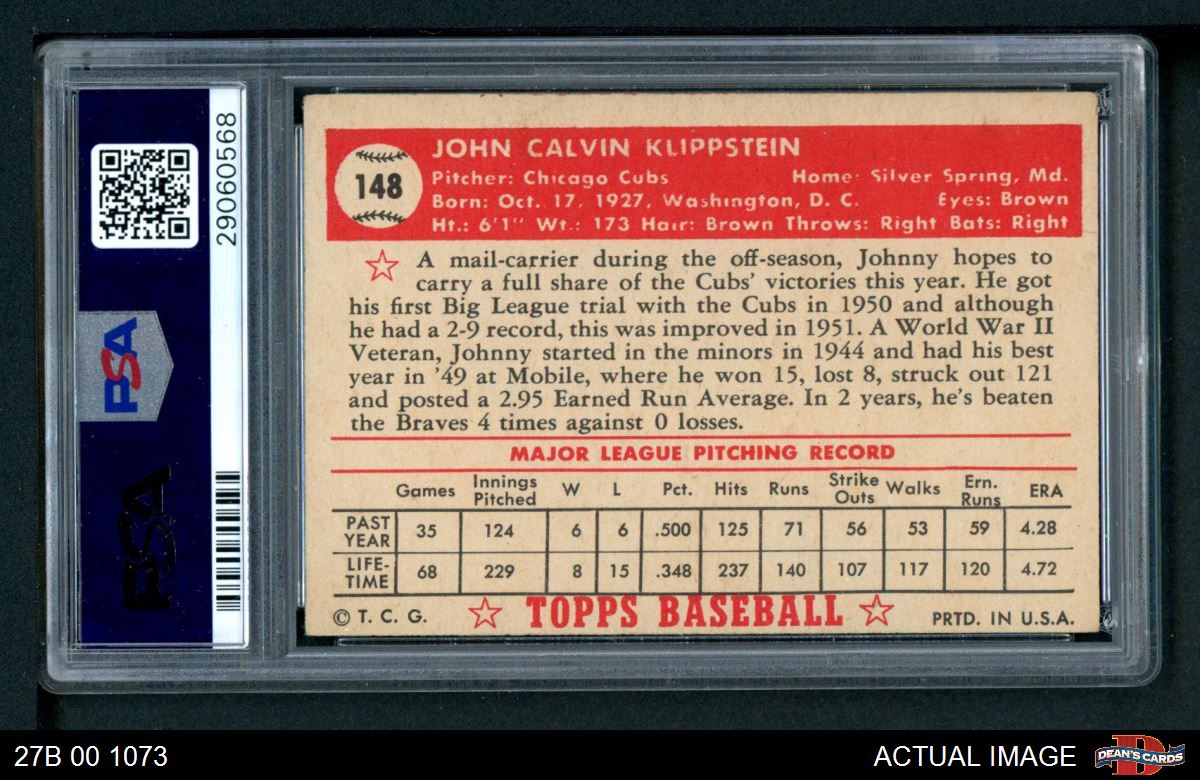 29060568
PSA
PSA
148
JOHN CALVIN KLIPPSTEIN
Pitcher: Chicago Cubs Home: Silver Spring, Md.
Born: Oct. 17, 1927, Washington, D. C. Eyes: Brown
Ht.: 6'1" Wt.: 173 Hair: Brown Throws: Right Bats: Right
A mail-carrier during the off-season, Johnny hopes to
carry a full share of the Cubs' victories this year. He got
his first Big League trial with the Cubs in 1950 and although
he had a 2-9 record, this was improved in 1951. A World War II
Veteran, Johnny started in the minors in 1944 and had his best
year in '49 at Mobile, where he won 15, lost 8, struck out 121
and posted a 2.95 Earned Run Average. In 2 years, he's beaten
the Braves 4 times against 0 losses.
MAJOR LEAGUE PITCHING RECORD
Games Innings Pitched W L Pct. Hits Runs Strike Outs Walks Ern. Runs ERA
PAST YEAR 35 124 6 6 .500 125 71 56 53 59 4.28
LIFE-TIME 68 229 8 15 .348 237 140 107 117 120 4.72
© T. C. G. TOPPS BASEBALL PRTD. IN U.S.A.
27B 00 1073 ACTUAL IMAGE DEAN'S CARDS